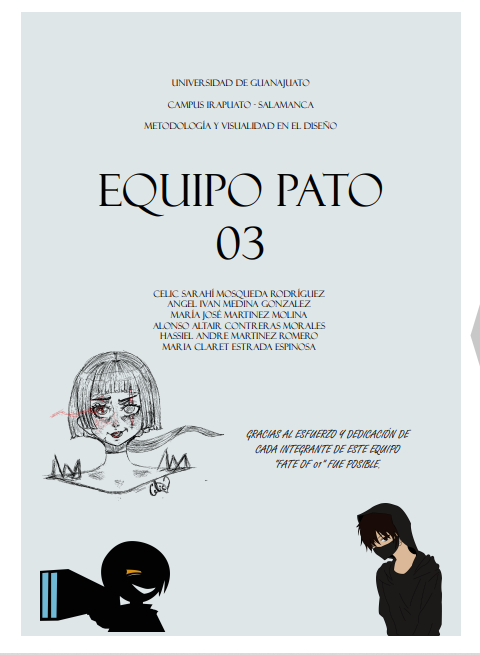 UNIVERSIDAD DE GUANAJUATO
CAMPUS IRAPUATO - SALAMANCA
METODOLOGÍA Y VISUALIDAD EN EL DISEÑO
EQUIPO PATO
03
CELIC SARAHÍ MOSQUEDA RODRÍGUEZ
ANGEL IVAN MEDINA GONZALEZ
MARÍA JOSÉ MARTINEZ MOLINA
ALONSO ALTAIR CONTRERAS MORALES
HASSIEL ANDRE MARTINEZ ROMERO
MARIA CLARET ESTRADA ESPINOSA
GRACIAS AL ESFUERZO Y DEDICACIÓN DE
CADA INTEGRANTE DE ESTE EQUIPO
"FATE OF 01" FUE POSIBLE.